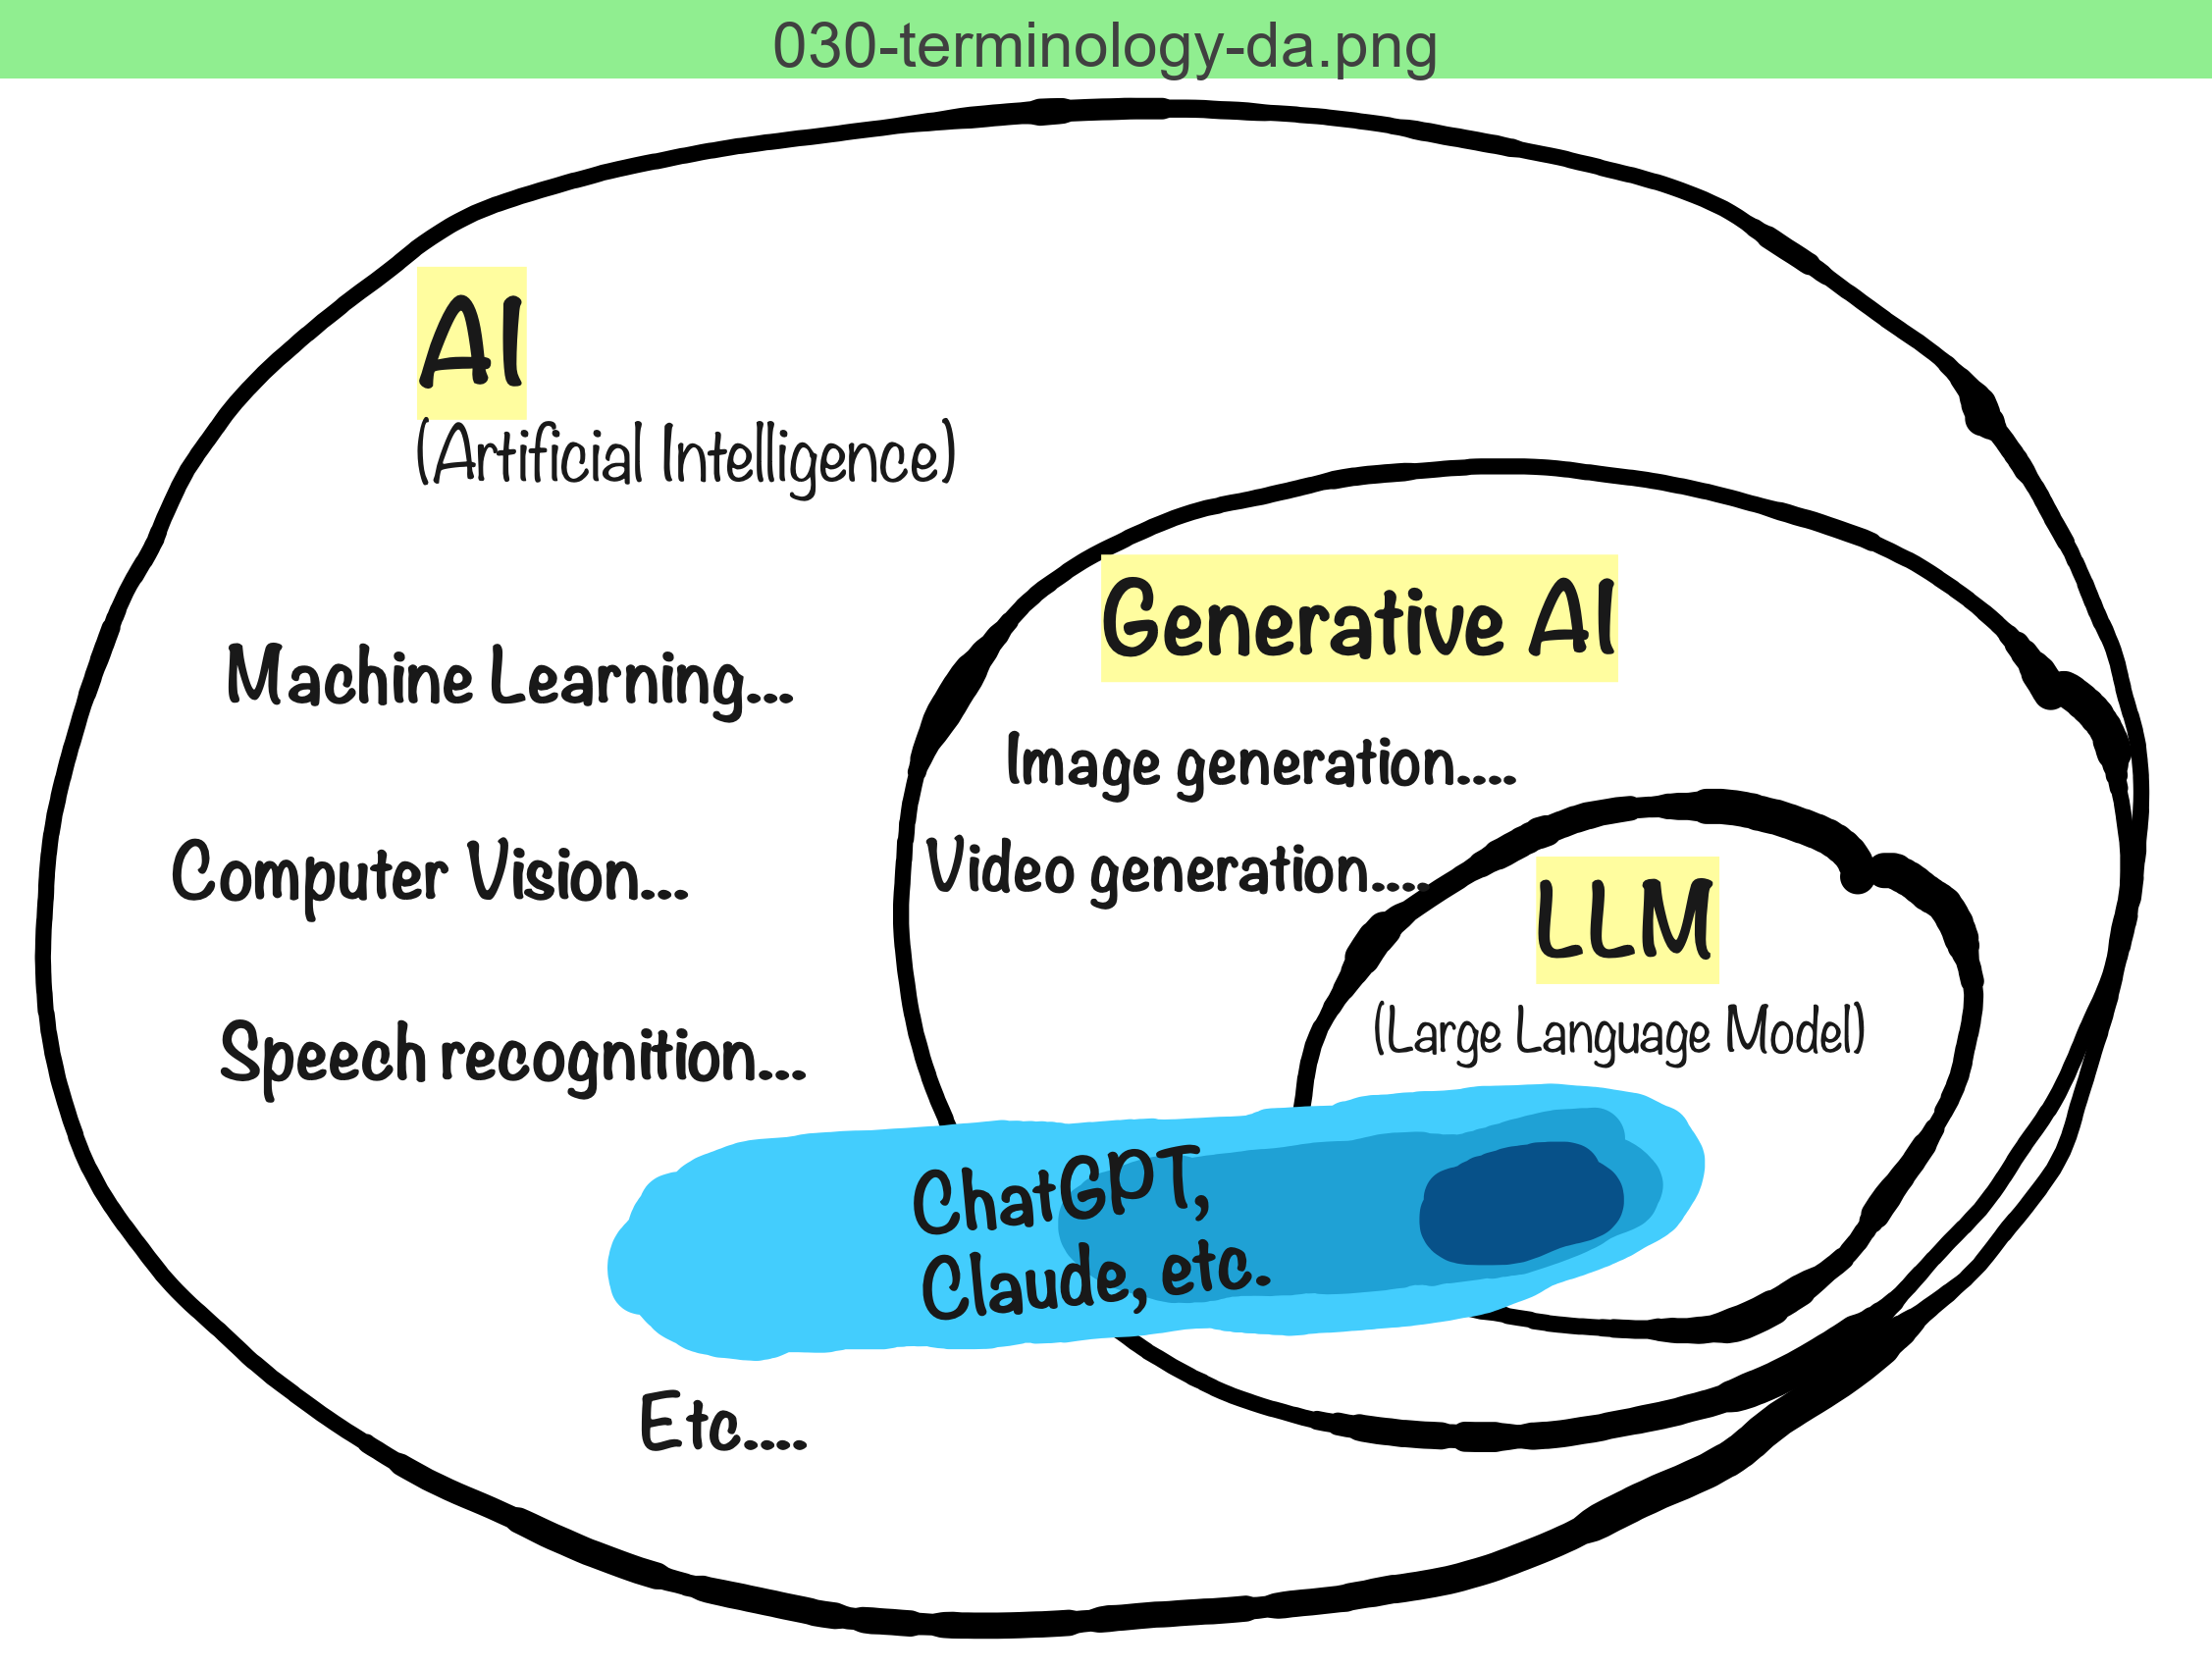 030-terminology-da.png
AI
(Artificial Intelligence)
Generative AI
Machine Learning....
Image generation.....
Computer Vision....
Video generation.....
LLM
(Large Language Model)
Speech recognition....
ChatGPT,
Claude, etc.
Etc.....